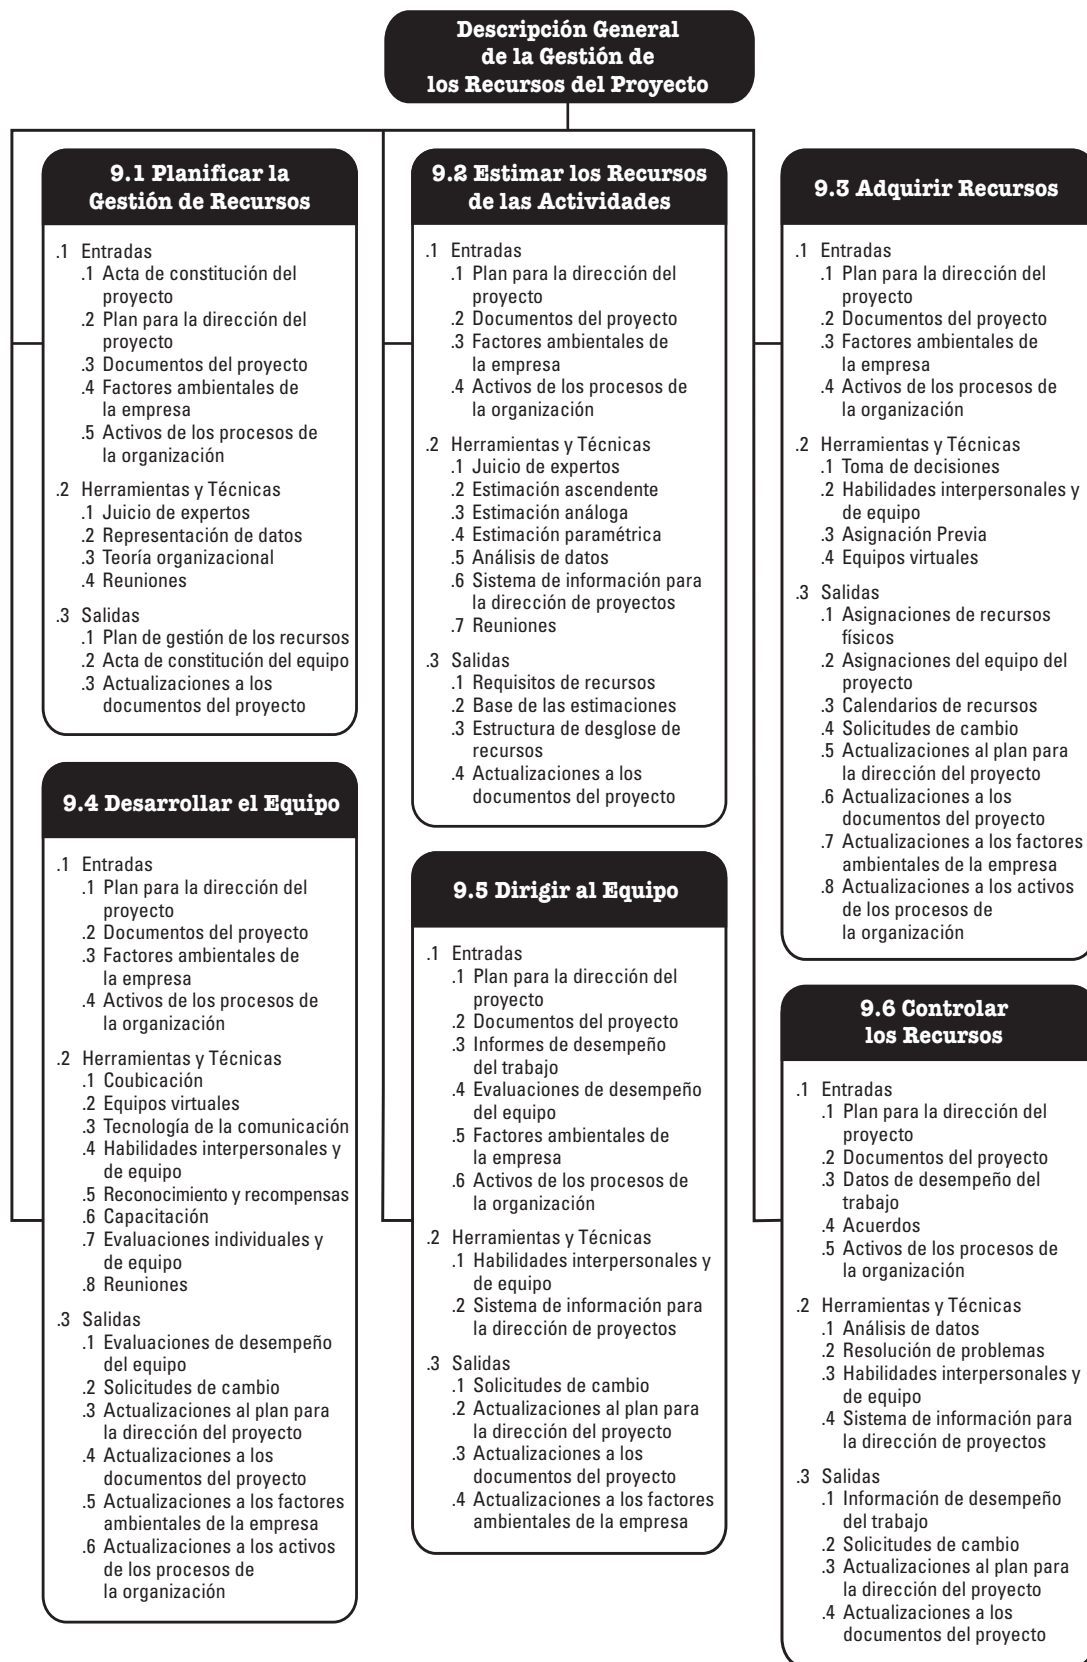 Descripción General
de la Gestión de
los Recursos del Proyecto
9.1 Planificar la
Gestión de Recursos
.1 Entradas
.1 Acta de constitución del
proyecto
.2 Plan para la dirección del
proyecto
.3 Documentos del proyecto
.4 Factores ambientales de
la empresa
.5 Activos de los procesos de
la organización
.2 Herramientas y Técnicas
.1 Juicio de expertos
.2 Representación de datos
.3 Teoría organizacional
.4 Reuniones
.3 Salidas
.1 Plan de gestión de los recursos
.2 Acta de constitución del equipo
.3 Actualizaciones a los
documentos del proyecto
9.2 Estimar los Recursos
de las Actividades
.1 Entradas
.1 Plan para la dirección del
proyecto
.2 Documentos del proyecto
.3 Factores ambientales de
la empresa
.4 Activos de los procesos de
la organización
.2 Herramientas y Técnicas
.1 Juicio de expertos
.2 Estimación ascendente
.3 Estimación análoga
.4 Estimación paramétrica
.5 Análisis de datos
.6 Sistema de información para
la dirección de proyectos
.7 Reuniones
.3 Salidas
.1 Requisitos de recursos
.2 Base de las estimaciones
.3 Estructura de desglose de
recursos
.4 Actualizaciones a los
documentos del proyecto
9.3 Adquirir Recursos
.1 Entradas
.1 Plan para la dirección del
proyecto
.2 Documentos del proyecto
.3 Factores ambientales de
la empresa
.4 Activos de los procesos de
la organización
.2 Herramientas y Técnicas
.1 Toma de decisiones
.2 Habilidades interpersonales y
de equipo
.3 Asignación Previa
.4 Equipos virtuales
.3 Salidas
.1 Asignaciones de recursos
físicos
.2 Asignaciones del equipo del
proyecto
.3 Calendarios de recursos
.4 Solicitudes de cambio
.5 Actualizaciones al plan para
la dirección del proyecto
.6 Actualizaciones a los
documentos del proyecto
.7 Actualizaciones a los factores
ambientales de la empresa
.8 Actualizaciones a los activos
de los procesos de
la organización
9.4 Desarrollar el Equipo
.1 Entradas
.1 Plan para la dirección del
proyecto
.2 Documentos del proyecto
.3 Factores ambientales de
la empresa
.4 Activos de los procesos de
la organización
.2 Herramientas y Técnicas
.1 Coubicación
.2 Equipos virtuales
.3 Tecnología de la comunicación
.4 Habilidades interpersonales y
de equipo
.5 Reconocimiento y recompensas
.6 Capacitación
.7 Evaluaciones individuales y
de equipo
.8 Reuniones
.3 Salidas
.1 Evaluaciones de desempeño
del equipo
.2 Solicitudes de cambio
.3 Actualizaciones al plan para
la dirección del proyecto
.4 Actualizaciones a los
documentos del proyecto
.5 Actualizaciones a los factores
ambientales de la empresa
.6 Actualizaciones a los activos
de los procesos de
la organización
9.5 Dirigir al Equipo
.1 Entradas
.1 Plan para la dirección del
proyecto
.2 Documentos del proyecto
.3 Informes de desempeño
del trabajo
.4 Evaluaciones de desempeño
del equipo
.5 Factores ambientales de
la empresa
.6 Activos de los procesos de
la organización
.2 Herramientas y Técnicas
.1 Habilidades interpersonales y
de equipo
.2 Sistema de información para
la dirección de proyectos
.3 Salidas
.1 Solicitudes de cambio
.2 Actualizaciones al plan para
la dirección del proyecto
.3 Actualizaciones a los
documentos del proyecto
.4 Actualizaciones a los factores
ambientales de la empresa
9.6 Controlar
los Recursos
.1 Entradas
.1 Plan para la dirección del
proyecto
.2 Documentos del proyecto
.3 Datos de desempeño del
trabajo
.4 Acuerdos
.5 Activos de los procesos de
la organización
.2 Herramientas y Técnicas
.1 Análisis de datos
.2 Resolución de problemas
.3 Habilidades interpersonales y
de equipo
.4 Sistema de información para
la dirección de proyectos
.3 Salidas
.1 Información de desempeño
del trabajo
.2 Solicitudes de cambio
.3 Actualizaciones al plan para
la dirección del proyecto
.4 Actualizaciones a los
documentos del proyecto